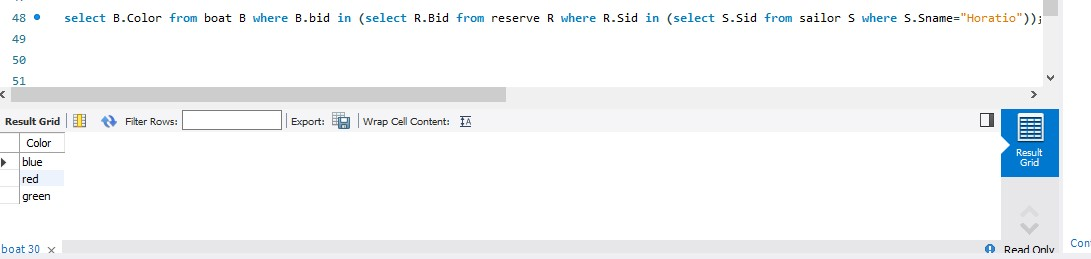 48 select B.Color from boat B where B.bid in (select R.Bid from reserve R where R.Sid in (select S.Sid from sailor S where S.Sname="Horatio"));
49
50
51
Result Grid Filter Rows: Export: Wrap Cell Content:
Color
blue
red
green
Result
Grid
boat 30 ×
Read Only
Con